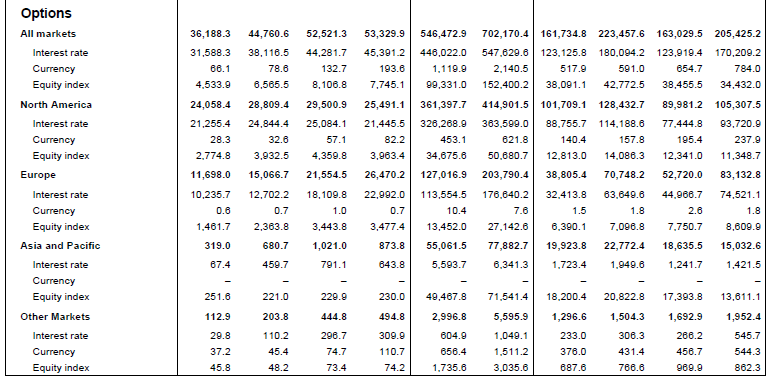 Options
All markets 36,188.3 44,760.6 52,521.3 53,329.9 546,472.9 702,170.4 161,734.8 223,457.6 163,029.5 205,425.2
Interest rate 31,588.3 38,116.5 44,281.7 45,391.2 446,022.0 547,629.6 123,125.8 180,094.2 123,919.4 170,209.2
Currency 66.1 78.6 132.7 193.6 1,119.9 2,140.5 517.9 591.0 654.7 784.0
Equity index 4,533.9 6,565.5 8,106.8 7,745.1 99,331.0 152,400.2 38,091.1 42,772.5 38,455.5 34,432.0
North America 24,058.4 28,809.4 29,500.9 25,491.1 361,397.7 414,901.5 101,709.1 128,432.7 89,981.2 105,307.5
Interest rate 21,255.4 24,844.4 25,084.1 21,445.5 326,268.9 363,599.0 88,755.7 114,188.6 77,444.8 93,720.9
Currency 28.3 32.6 57.1 82.2 453.1 621.8 140.4 157.8 195.4 237.9
Equity index 2,774.8 3,932.5 4,359.8 3,963.4 34,675.6 50,680.7 12,813.0 14,086.3 12,341.0 11,348.7
Europe 11,698.0 15,066.7 21,554.5 26,470.2 127,016.9 203,790.4 38,805.4 70,748.2 52,720.0 83,132.8
Interest rate 10,235.7 12,702.2 18,109.8 22,992.0 113,554.5 176,640.2 32,413.8 63,649.6 44,966.7 74,521.1
Currency 0.6 0.7 1.0 0.7 10.4 7.6 1.5 1.8 2.6 1.8
Equity index 1,461.7 2,363.8 3,443.8 3,477.4 13,452.0 27,142.6 6,390.1 7,096.8 7,750.7 8,609.9
Asia and Pacific 319.0 680.7 1,021.0 873.8 55,061.5 77,882.7 19,923.8 22,772.4 18,635.5 15,032.6
Interest rate 67.4 459.7 791.1 643.8 5,593.7 6,341.3 1,723.4 1,949.6 1,241.7 1,421.5
Currency – – – – – – – – – –
Equity index 251.6 221.0 229.9 230.0 49,467.8 71,541.4 18,200.4 20,822.8 17,393.8 13,611.1
Other Markets 112.9 203.8 444.8 494.8 2,996.8 5,595.9 1,296.6 1,504.3 1,692.9 1,952.4
Interest rate 29.8 110.2 296.7 309.9 604.9 1,049.1 233.0 306.3 266.2 545.7
Currency 37.2 45.4 74.7 110.7 656.4 1,511.2 376.0 431.4 456.7 544.3
Equity index 45.8 48.2 73.4 74.2 1,735.6 3,035.6 687.6 766.6 969.9 862.3